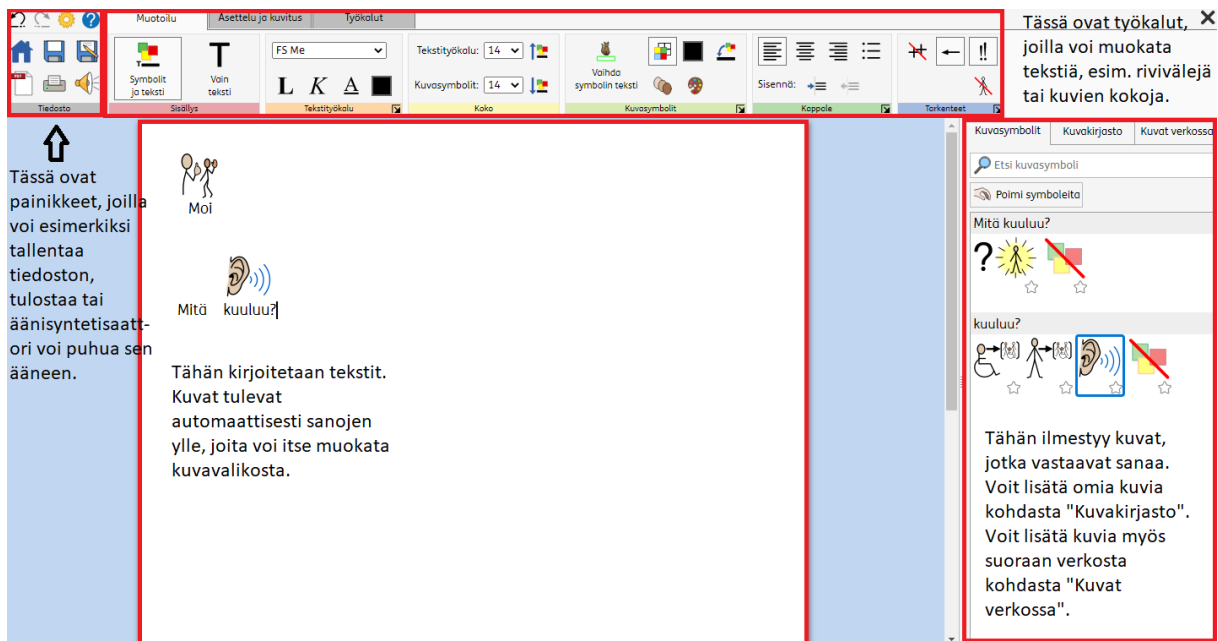 Muotoilu
Asettelu ja kuvitus
Työkalut
Symbolit
ja teksti
Vain
teksti
Sisällys
FS Me
L K A
Tekstityökalu
Tekstityökalu: 14
Kuvasymbolit: 14
Koko
Vaihda
symbolin teksti
Kuvasymbolit
Sisennä:
Kappale
!!
Tarkenteet
PDF
Tiedosto
Tässä ovat työkalut,
joilla voi muokata
tekstiä, esim. rivivälejä
tai kuvien kokoja.
Tässä ovat
painikkeet, joilla
voi esimerkiksi
tallentaa
tiedoston,
tulostaa tai
äänisyntetisaatt-
ori voi puhua sen
ääneen.
Moi
Mitä kuuluu?
Tähän kirjoitetaan tekstit.
Kuvat tulevat
automaattisesti sanojen
ylle, joita voi itse muokata
kuvavalikosta.
Kuvasymbolit
Kuvakirjasto
Kuvat verkossa
Etsi kuvasymboli
Poimi symboleita
Mitä kuuluu?
?
kuuluu?
Tähän ilmestyy kuvat,
jotka vastaavat sanaa.
Voit lisätä omia kuvia
kohdasta "Kuvakirjasto".
Voit lisätä kuvia myös
suoraan verkosta
kohdasta "Kuvat
verkossa".